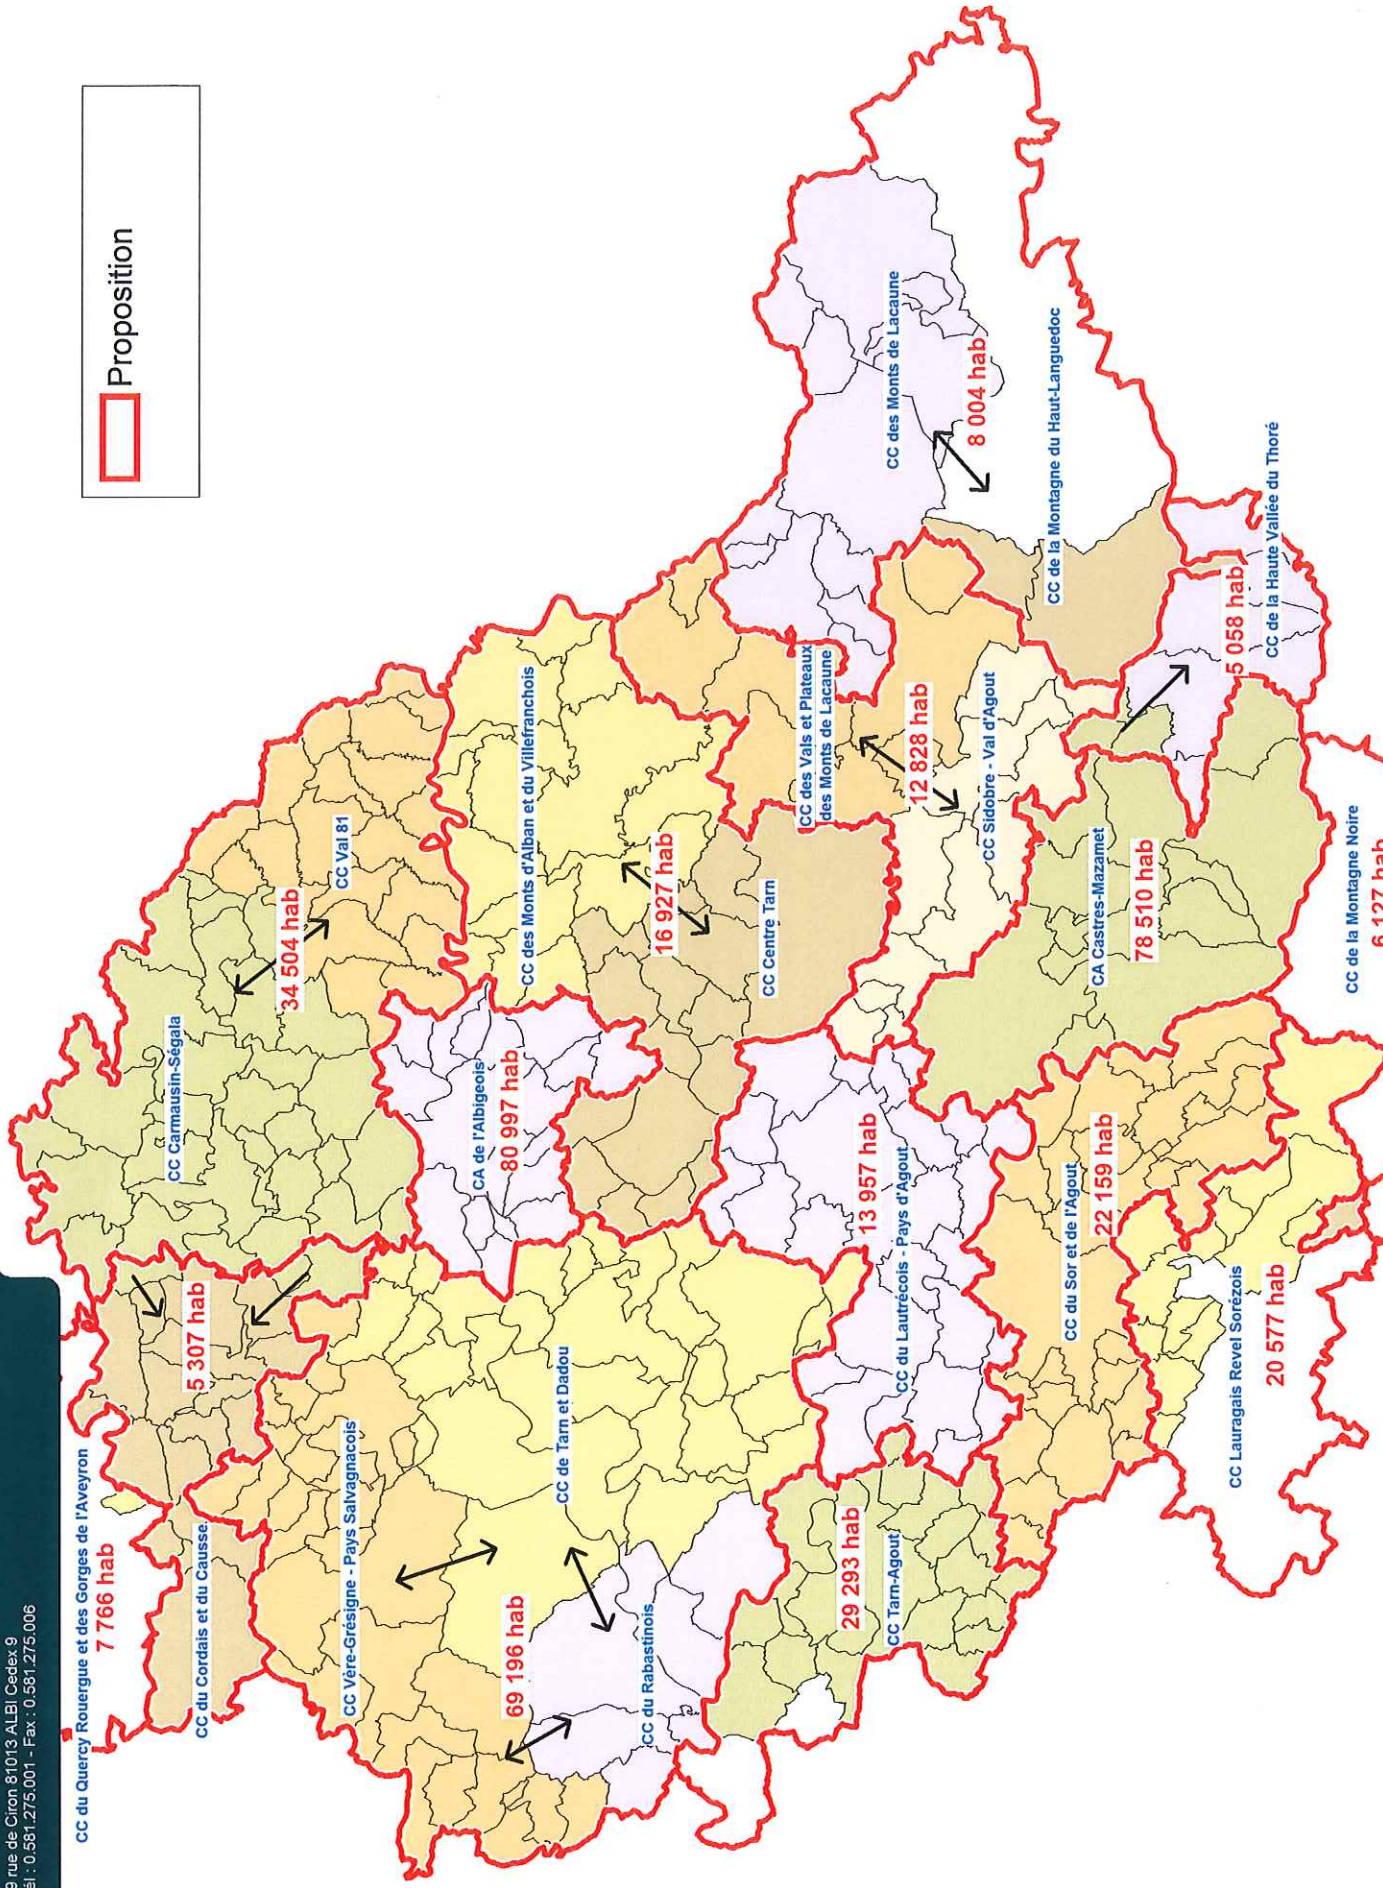 9 rue de Ciron 81013 ALBI Cedex 9
él : 0.581.275.001 - Fax : 0.581.275.006
Proposition
CC du Quercy Rouergue et des Gorges de l'Aveyron
7 766 hab
CC du Cordais et du Causse
5 307 hab
CC Carmausin-Ségala
34 504 hab
CC Val 81
CC Vère-Grésigne - Pays Salvagnacois
69 196 hab
CC de Tarn et Dadou
CC du Rabastinois
CA de l'Albigeois
80 997 hab
CC des Monts d'Alban et du Villefranchois
16 927 hab
CC Centre Tarn
CC des Vals et Plateaux
des Monts de Lacaune
12 828 hab
CC Sidobre - Val d'Agout
CC des Monts de Lacaune
8 004 hab
CC de la Montagne du Haut-Languedoc
29 293 hab
CC Tarn-Agout
13 957 hab
CC du Lautrécois - Pays d'Agout
CC du Sor et de l'Agout
22 159 hab
CA Castres-Mazamet
78 510 hab
5 058 hab
CC de la Haute Vallée du Thoré
CC Lauragais Revel Sorézois
20 577 hab
CC de la Montagne Noire
6 127 hab